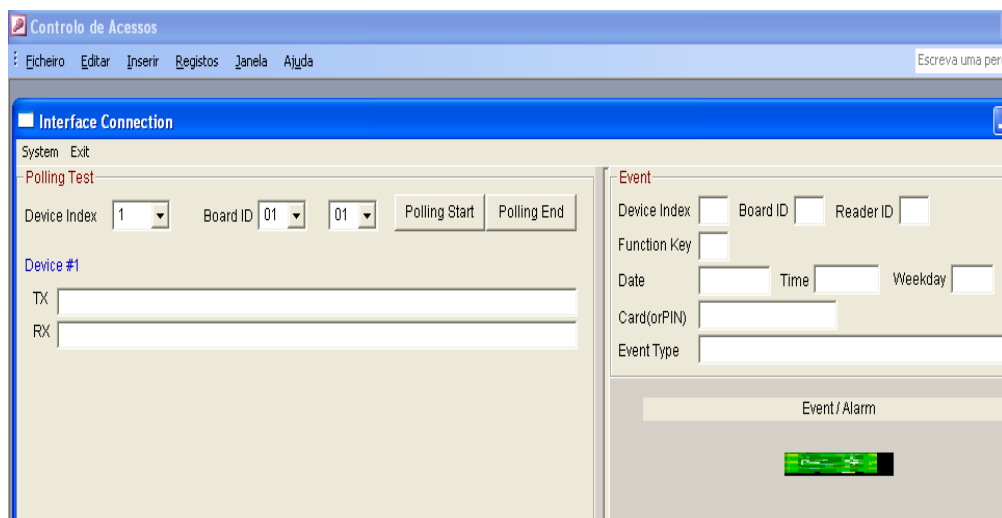 Controlo de Acessos
Ficheiro Editar Inserir Registos Janela Ajuda Escreva uma per
Interface Connection
System Exit
Polling Test
Device Index 1 Board ID 01 01 Polling Start Polling End
Device #1
TX
RX
Event
Device Index Board ID Reader ID
Function Key
Date Time Weekday
Card(orPIN)
Event Type
Event / Alarm